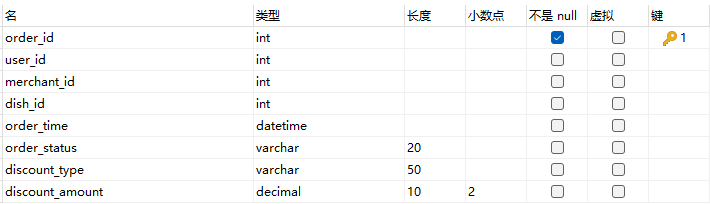 名 类型 长度 小数点 不是 null 虚拟 键
order_id int 1
user_id int
merchant_id int
dish_id int
order_time datetime
order_status varchar 20
discount_type varchar 50
discount_amount decimal 10 2